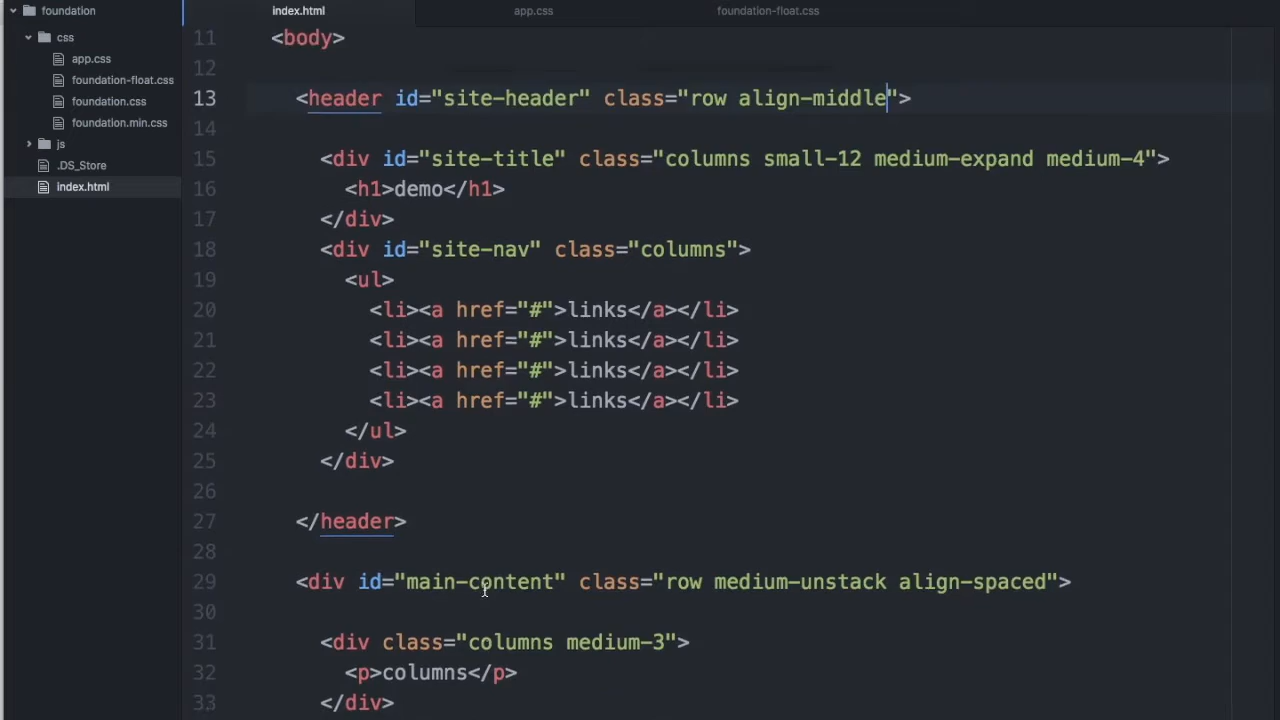 foundation
css
app.css
foundation-float.css
foundation.css
foundation.min.css
js
.DS_Store
index.html
index.html app.css foundation-float.css
11 <body>
12
13 <header id="site-header" class="row align-middle">
14
15 <div id="site-title" class="columns small-12 medium-expand medium-4">
16 <h1>demo</h1>
17 </div>
18 <div id="site-nav" class="columns">
19 <ul>
20 <li><a href="#">links</a></li>
21 <li><a href="#">links</a></li>
22 <li><a href="#">links</a></li>
23 <li><a href="#">links</a></li>
24 </ul>
25 </div>
26
27 </header>
28
29 <div id="main-content" class="row medium-unstack align-spaced">
30
31 <div class="columns medium-3">
32 <p>columns</p>
33 </div>